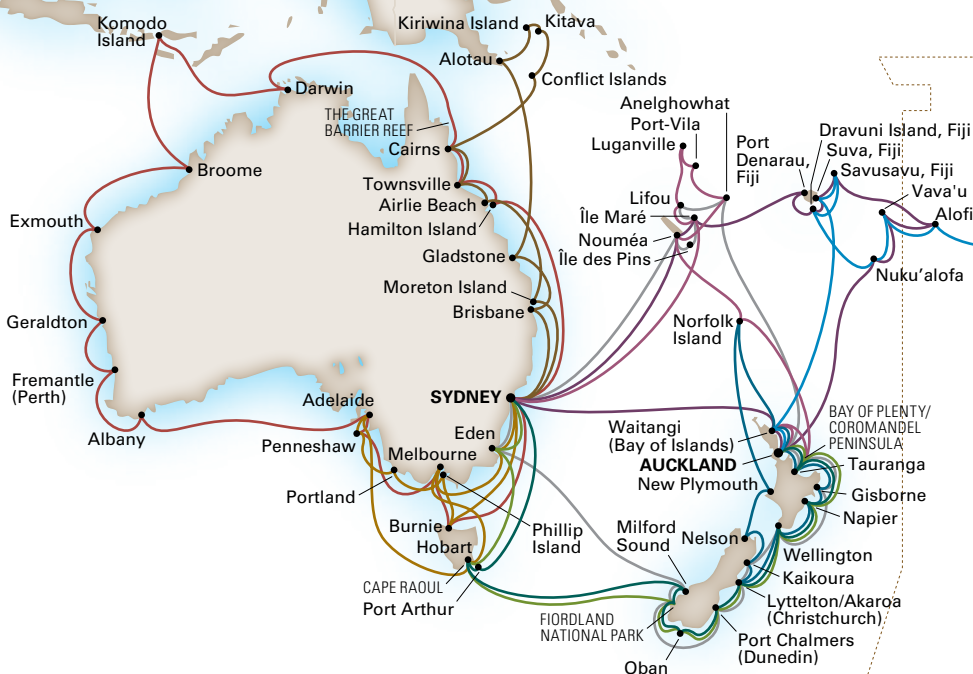 Komodo
Island
Kiriwina Island
Kitava
Alotau
Conflict Islands
Darwin
THE GREAT
BARRIER REEF
Cairns
Anelghowhat
Port-Vila
Luganville
Port
Denarau,
Fiji
Dravuni Island, Fiji
Suva, Fiji
Savusavu, Fiji
Vava'u
Alofi
Broome
Townsville
Airlie Beach
Hamilton Island
Lifou
Île Maré
Nouméa
Île des Pins
Exmouth
Gladstone
Nuku'alofa
Moreton Island
Brisbane
Geraldton
Norfolk
Island
Fremantle
(Perth)
Adelaide
SYDNEY
Albany
Penneshaw
Eden
Melbourne
Portland
Waitangi
(Bay of Islands)
BAY OF PLENTY/
COROMANDEL
PENINSULA
AUCKLAND
New Plymouth
Tauranga
Gisborne
Napier
Burnie
Hobart
Phillip
Island
Milford
Sound
Nelson
Wellington
CAPE RAOUL
Port Arthur
Kaikoura
FIORDLAND
NATIONAL PARK
Lyttelton/Akaroa
(Christchurch)
Port Chalmers
(Dunedin)
Oban